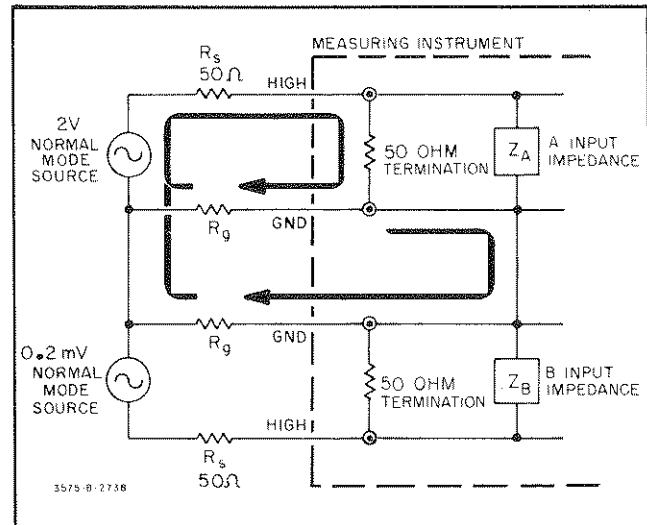 MEASURING INSTRUMENT
Rs
50Ω
HIGH
2V
NORMAL
MODE
SOURCE
50 OHM
TERMINATION
ZA
A INPUT
IMPEDANCE
Rg
GND
Rg
GND
0.2 mV
NORMAL
MODE
SOURCE
50 OHM
TERMINATION
ZB
B INPUT
IMPEDANCE
HIGH
Rs
50Ω
3575-B-2738